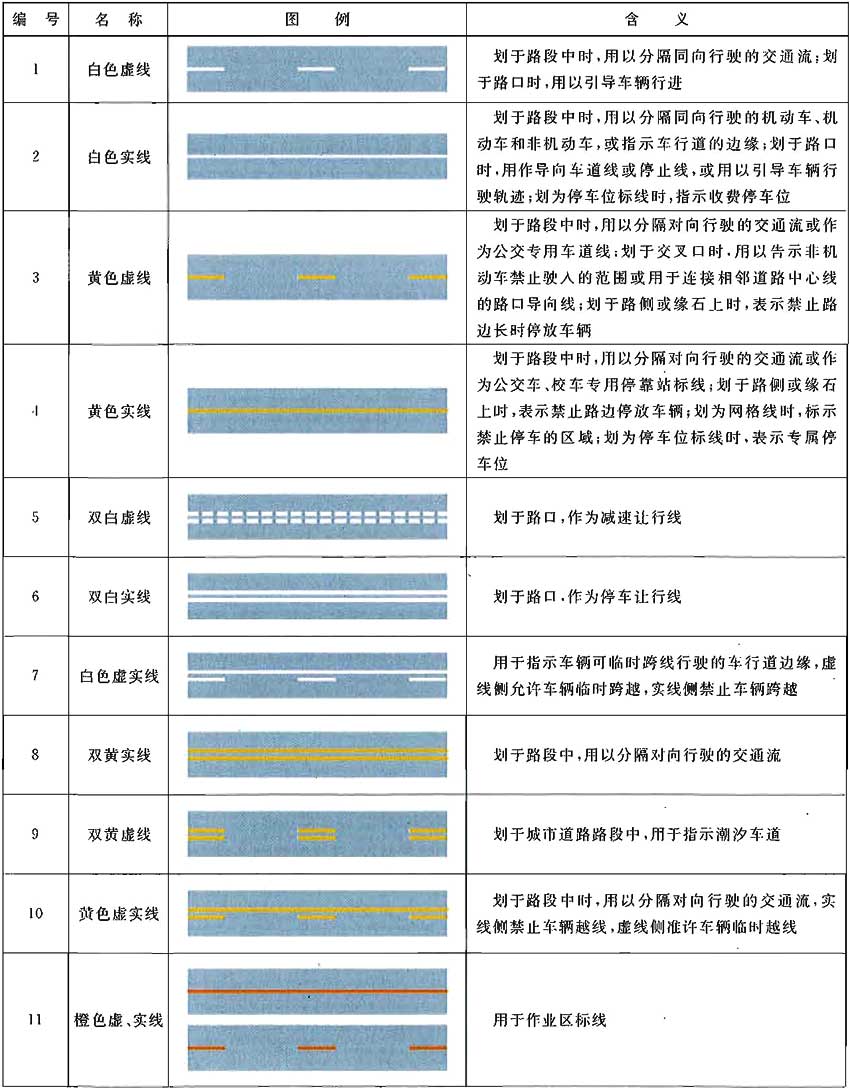 编 号 名 称 图 例 含 义
1 白色虚线 划于路段中时,用以分隔同向行驶的交通流;划
于路口时,用以引导车辆行进
2 白色实线 划于路段中时,用以分隔同向行驶的机动车、机
动车和非机动车,或指示车行道的边缘;划于路口
时,用作导向车道线或停止线,或用以引导车辆行
驶轨迹;划为停车位标线时,指示收费停车位
3 黄色虚线 划于路段中时,用以分隔对向行驶的交通流或作
为公交专用车道线;划于交叉口时,用以告示非机
动车禁止驶入的范围或用于连接相邻道路中心线
的路口导向线;划于路侧或缘石上时,表示禁止路
边长时停放车辆
4 黄色实线 划于路段中时,用以分隔对向行驶的交通流或作
为公交车、校车专用停靠站标线;划于路侧或缘石
上时,表示禁止路边停放车辆;划为网格线时,标示
禁止停车的区域;划为停车位标线时,表示专属停
车位
5 双白虚线 划于路口,作为减速让行线
6 双白实线 划于路口,作为停车让行线
7 白色虚实线 用于指示车辆可临时跨线行驶的车行道边缘,虚
线侧允许车辆临时跨越,实线侧禁止车辆跨越
8 双黄实线 划于路段中,用以分隔对向行驶的交通流
9 双黄虚线 划于城市道路路段中,用于指示潮汐车道
10 黄色虚实线 划于路段中时,用以分隔对向行驶的交通流,实
线侧禁止车辆越线,虚线侧准许车辆临时越线
11 橙色虚、实线 用于作业区标线